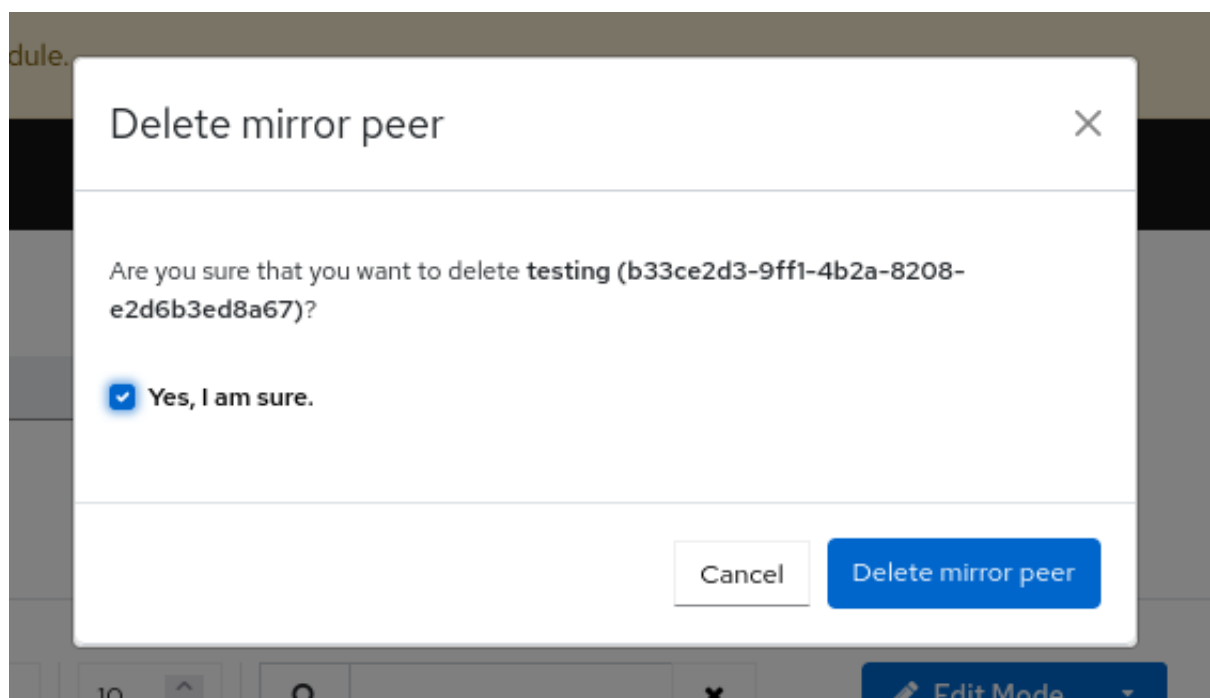 dule.
Delete mirror peer
Are you sure that you want to delete testing (b33ce2d3-9ff1-4b2a-8208-
e2d6b3ed8a67)?
Yes, I am sure.
Cancel
Delete mirror peer
10
Edit Mode